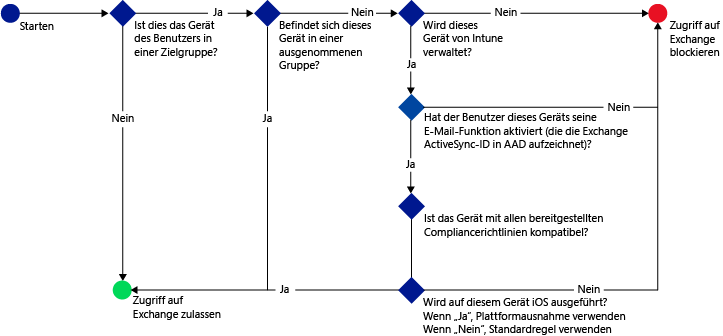 Starten
Ist dies das Gerät
des Benutzers in
einer Zielgruppe?
Ja
Befindet sich dieses
Gerät in einer
ausgenommenen
Gruppe?
Nein
Wird dieses
Gerät von Intune
verwaltet?
Nein
Zugriff auf
Exchange
blockieren
Ja
Nein
Ja
Hat der Benutzer dieses Geräts seine
E-Mail-Funktion aktiviert (die die Exchange
ActiveSync-ID in AAD aufzeichnet)?
Nein
Ja
Ist das Gerät mit allen bereitgestellten
Compliancerichtlinien kompatibel?
Zugriff auf
Exchange zulassen
Ja
Wird auf diesem Gerät iOS ausgeführt?
Wenn „Ja“, Plattformausnahme verwenden
Wenn „Nein“, Standardregel verwenden
Nein